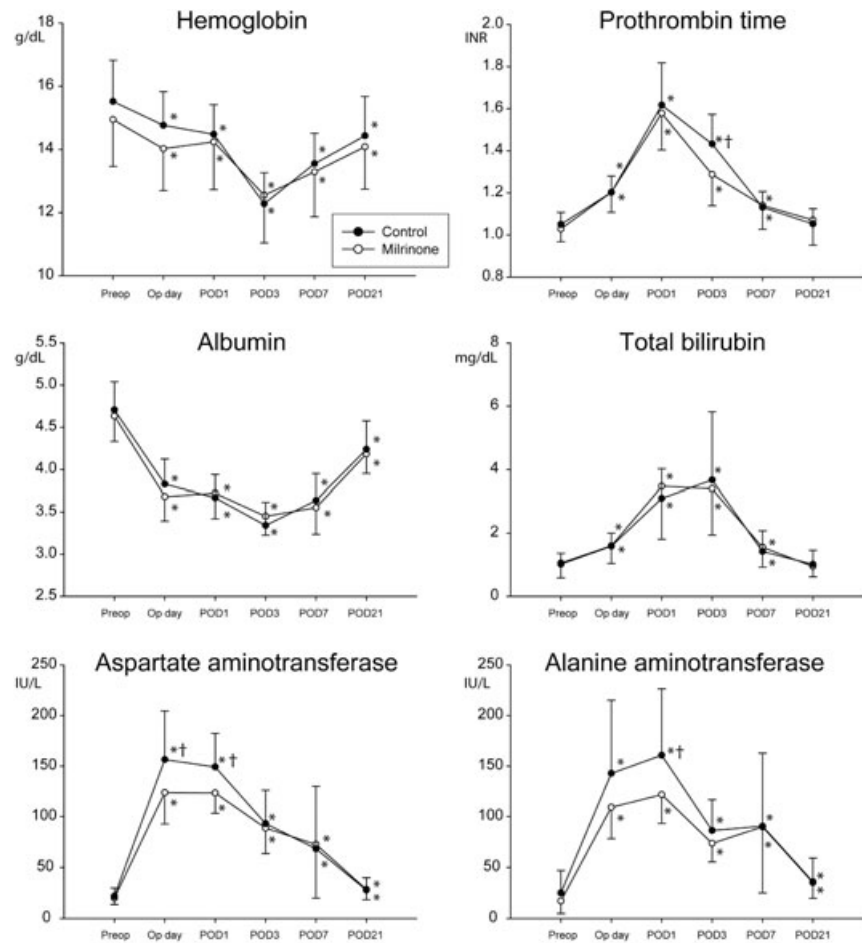 Hemoglobin
g/dL
18
16
14
12
10
Control
Milrinone
Preop Op day POD1 POD3 POD7 POD21
Prothrombin time
INR
2.0
1.8
1.6
1.4
1.2
1.0
0.8
*†
Preop Op day POD1 POD3 POD7 POD21
Albumin
g/dL
5.5
5.0
4.5
4.0
3.5
3.0
2.5
Preop Op day POD1 POD3 POD7 POD21
Total bilirubin
mg/dL
8
6
4
2
0
Preop Op day POD1 POD3 POD7 POD21
Aspartate aminotransferase
IU/L
250
200
150
100
50
0
*† *†
Preop Op day POD1 POD3 POD7 POD21
Alanine aminotransferase
IU/L
250
200
150
100
50
0
*†
Preop Op day POD1 POD3 POD7 POD21